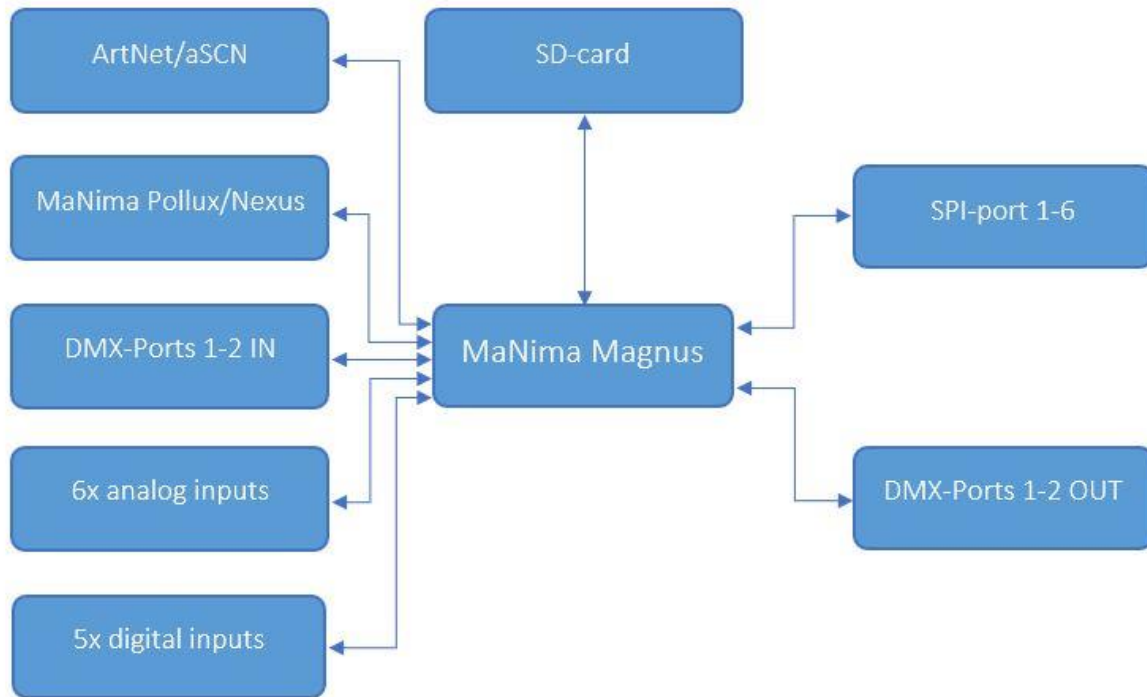 ArtNet/aSCN
SD-card
MaNima Pollux/Nexus
SPI-port 1-6
DMX-Ports 1-2 IN
MaNima Magnus
6x analog inputs
DMX-Ports 1-2 OUT
5x digital inputs